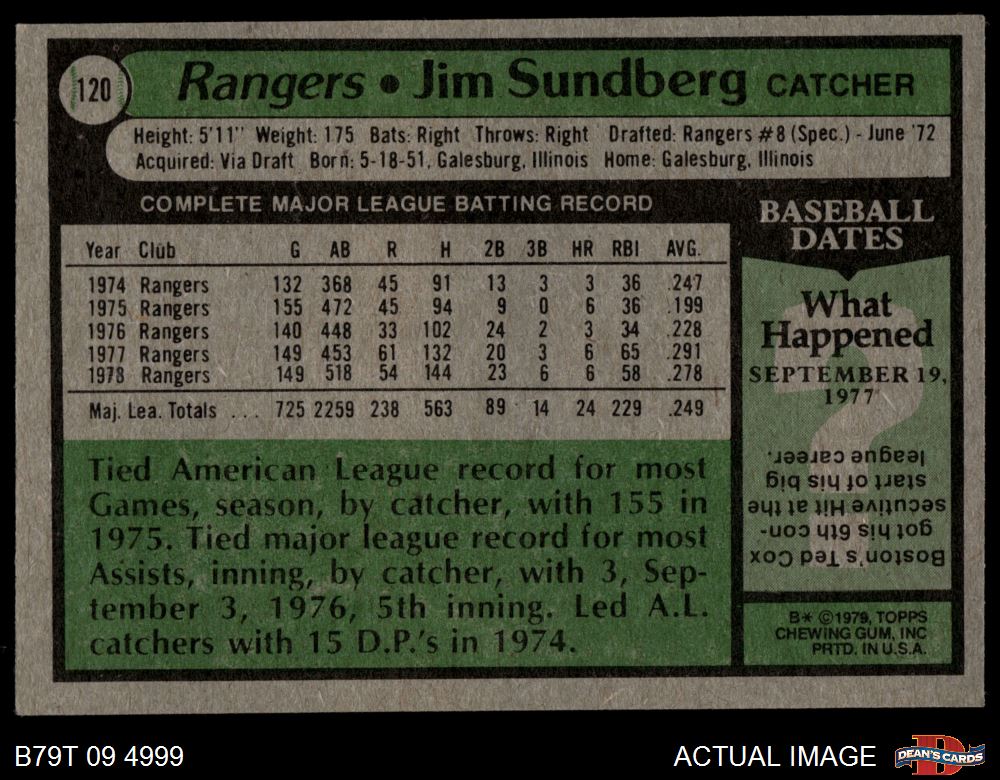 120
Rangers • Jim Sundberg CATCHER
Height: 5'11" Weight: 175 Bats: Right Throws: Right Drafted: Rangers #8 (Spec.) - June '72
Acquired: Via Draft Born: 5-18-51, Galesburg, Illinois Home: Galesburg, Illinois
COMPLETE MAJOR LEAGUE BATTING RECORD
Year Club G AB R H 2B 3B HR RBI AVG.
1974 Rangers 132 368 45 91 13 3 3 36 .247
1975 Rangers 155 472 45 94 9 0 6 36 .199
1976 Rangers 140 448 33 102 24 2 3 34 .228
1977 Rangers 149 453 61 132 20 3 6 65 .291
1978 Rangers 149 518 54 144 23 6 6 58 .278
Maj. Lea. Totals . . . 725 2259 238 563 89 14 24 229 .249
Tied American League record for most
Games, season, by catcher, with 155 in
1975. Tied major league record for most
Assists, inning, by catcher, with 3, Sep-
tember 3, 1976, 5th inning. Led A.L.
catchers with 15 D.P.'s in 1974.
BASEBALL
DATES
What
Happened
SEPTEMBER 19,
1977
?
Boston's Ted Cox
got his 6th con-
secutive Hit at the
start of his big
league career.
B* ©1979, TOPPS
CHEWING GUM, INC
PRTD. IN U.S.A.
B79T 09 4999
ACTUAL IMAGE
D
DEAN'S CARDS